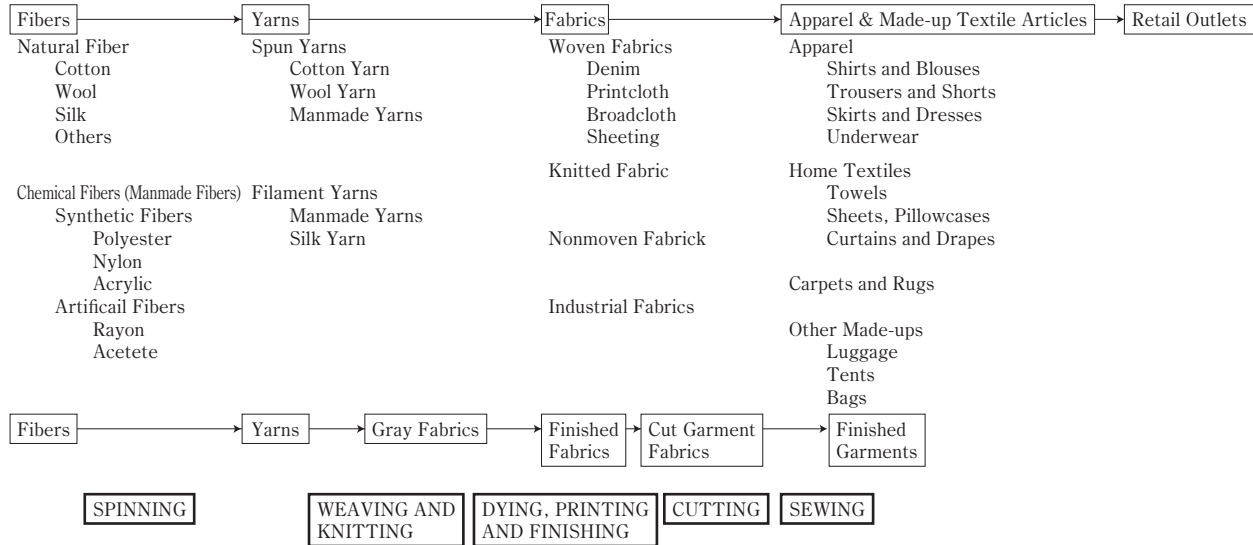 Fibers Yarns Fabrics Apparel & Made-up Textile Articles Retail Outlets
Natural Fiber Spun Yarns Woven Fabrics Apparel
Cotton Cotton Yarn Denim Shirts and Blouses
Wool Wool Yarn Printcloth Trousers and Shorts
Silk Manmade Yarns Broadcloth Skirts and Dresses
Others Sheeting Underwear
Knitted Fabric Home Textiles
Chemical Fibers (Manmade Fibers) Filament Yarns Towels
Synthetic Fibers Manmade Yarns Sheets, Pillowcases
Polyester Silk Yarn Nonmoven Fabrick Curtains and Drapes
Nylon
Acrylic Carpets and Rugs
Artificail Fibers Industrial Fabrics
Rayon Other Made-ups
Acetete Luggage
Tents
Bags
Fibers Yarns Gray Fabrics Finished Cut Garment Finished
Fabrics Fabrics Garments
SPINNING WEAVING AND DYING, PRINTING CUTTING SEWING
KNITTING AND FINISHING